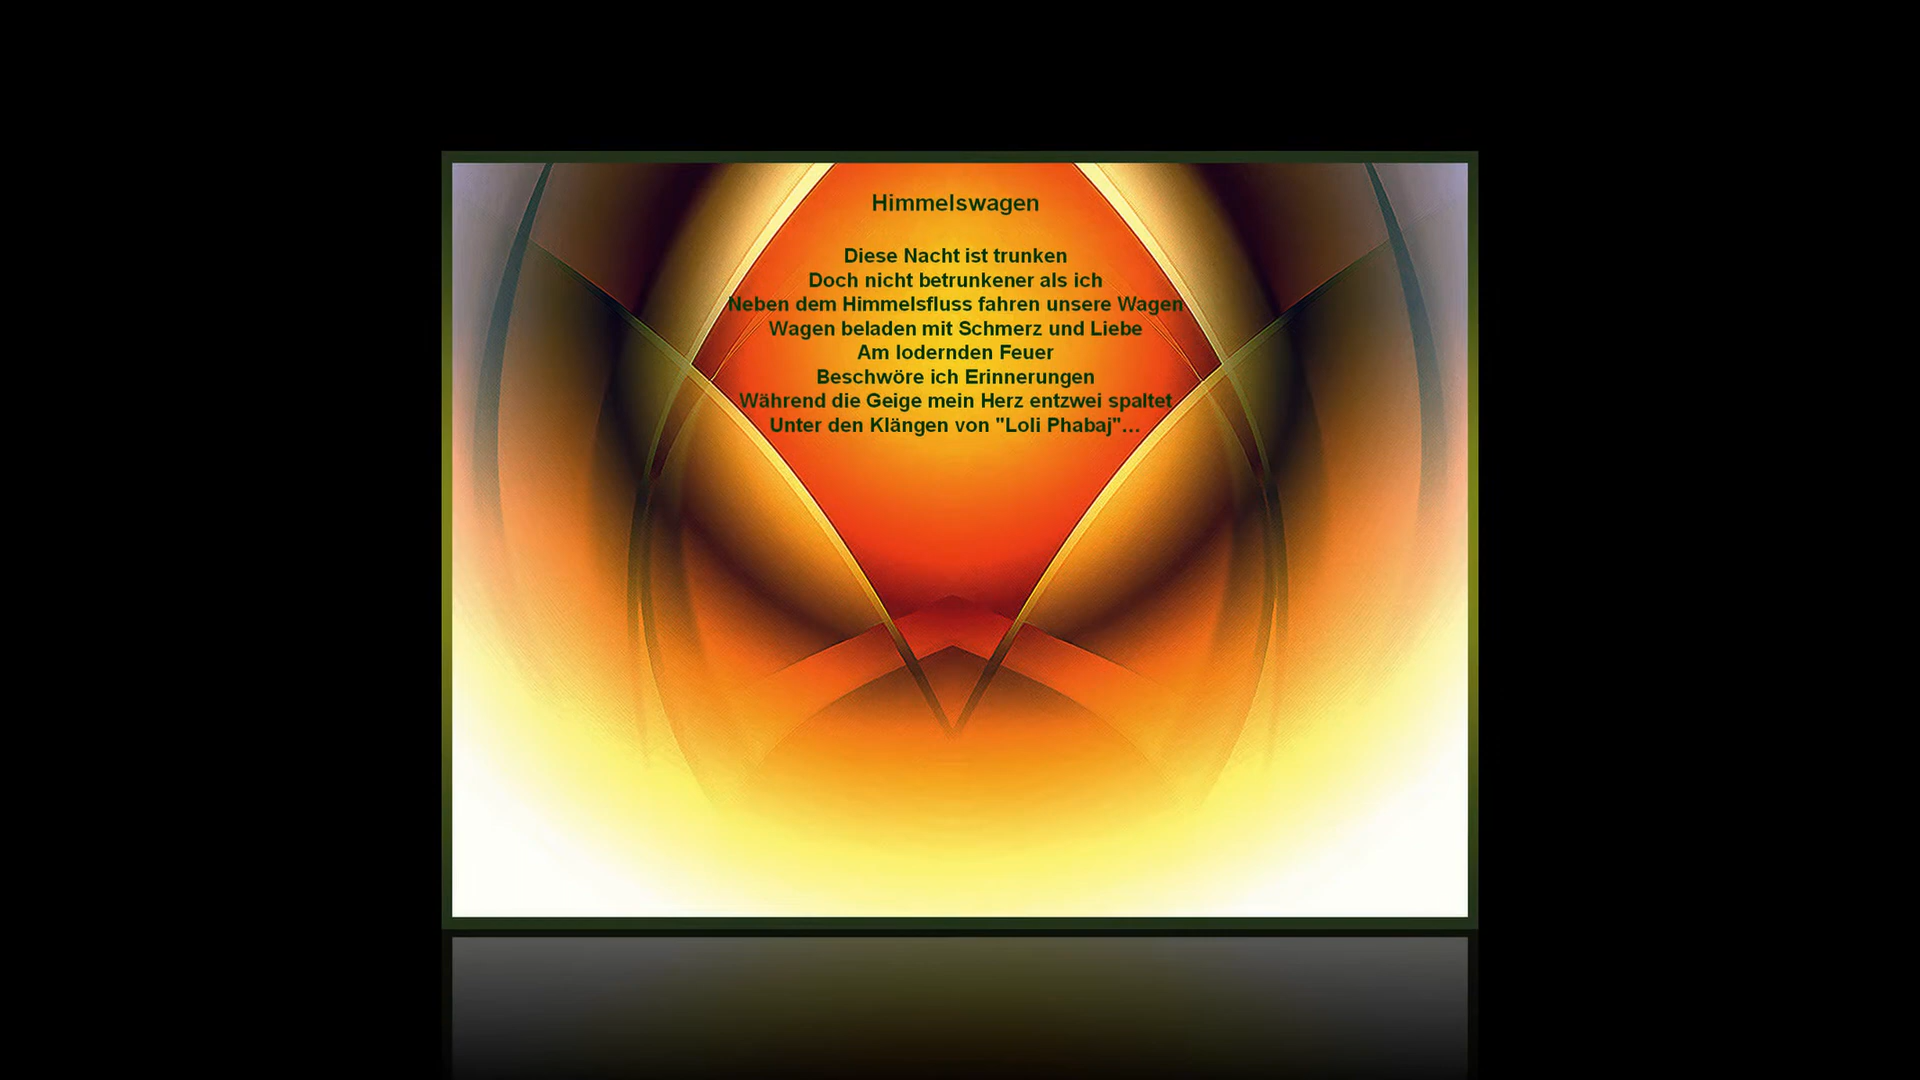 Himmelswagen
Diese Nacht ist trunken
Doch nicht betrunkener als ich
Neben dem Himmelsfluss fahren unsere Wagen
Wagen beladen mit Schmerz und Liebe
Am lodernden Feuer
Beschwöre ich Erinnerungen
Während die Geige mein Herz entzwei spaltet
Unter den Klängen von "Loli Phabaj"...